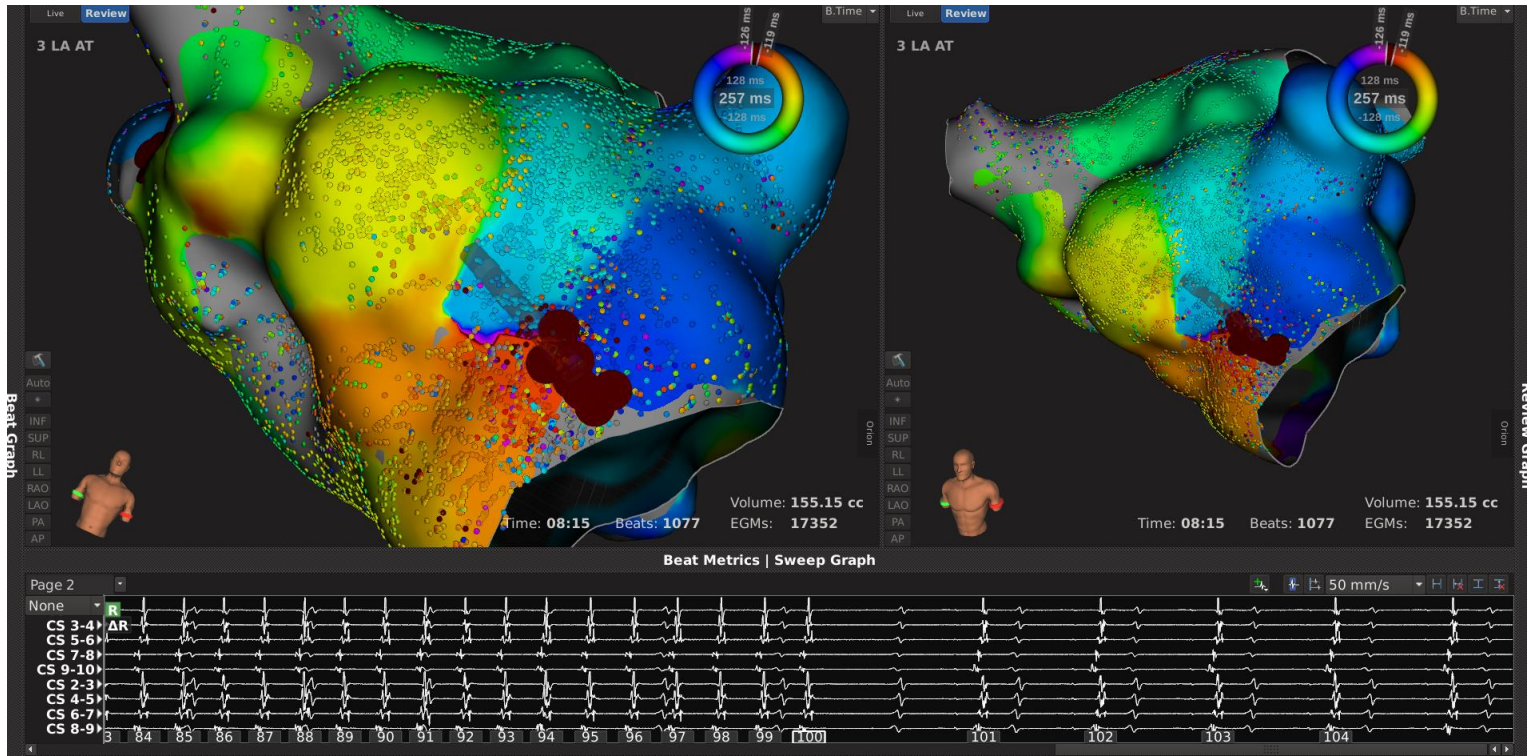 Live Review
B.Time
3 LA AT
-126 ms
-119 ms
128 ms
257 ms
-128 ms
Auto
+
INF
SUP
RL
LL
RAO
LAO
PA
AP
Beat Graph
Orion
Volume: 155.15 cc
Time: 08:15 Beats: 1077 EGMs: 17352
Live Review
B.Time
3 LA AT
-126 ms
-119 ms
128 ms
257 ms
-128 ms
Auto
+
INF
SUP
RL
LL
RAO
LAO
PA
AP
Orion
Review Graph
Volume: 155.15 cc
Time: 08:15 Beats: 1077 EGMs: 17352
Beat Metrics | Sweep Graph
Page 2
50 mm/s
None
R
CS 3-4 ΔR
CS 5-6
CS 7-8
CS 9-10
CS 2-3
CS 4-5
CS 6-7
CS 8-9
3 84 85 86 87 88 89 90 91 92 93 94 95 96 97 98 99 100 101 102 103 104